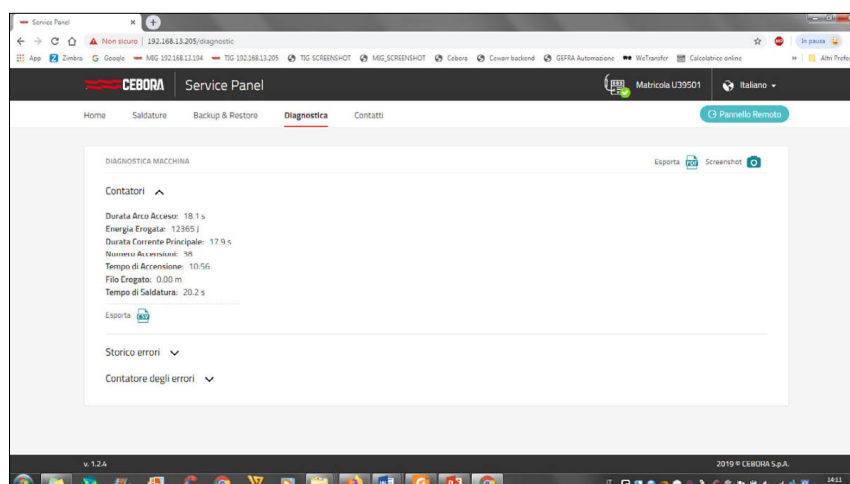 Service Panel
Non sicuro | 192.168.13.205/diagnostic
In pausa
App Zimbra Google MIG-192.168.13.194 TIG-192.168.13.205 TIG SCREENSHOT MIG_SCREENSHOT Cebora Cowarr backend GEFRA Automazione WeTransfer Calcolatrice online » Altri Prefer
CEBORA Service Panel Matricola U39501 Italiano
Home Saldature Backup & Restore Diagnostica Contatti Pannello Remoto
DIAGNOSTICA MACCHINA Esporta PDF Screenshot
Contatori
Durata Arco Acceso: 18.1 s
Energia Erogata: 12365 J
Durata Corrente Principale: 17.9 s
Numero Accensioni: 38
Tempo di Accensione: 10:56
Filo Erogato: 0.00 m
Tempo di Saldatura: 20.2 s
Esporta CSV
Storico errori
Contatore degli errori
v. 1.2.4 2019 © CEBORA S.p.A.
14:11